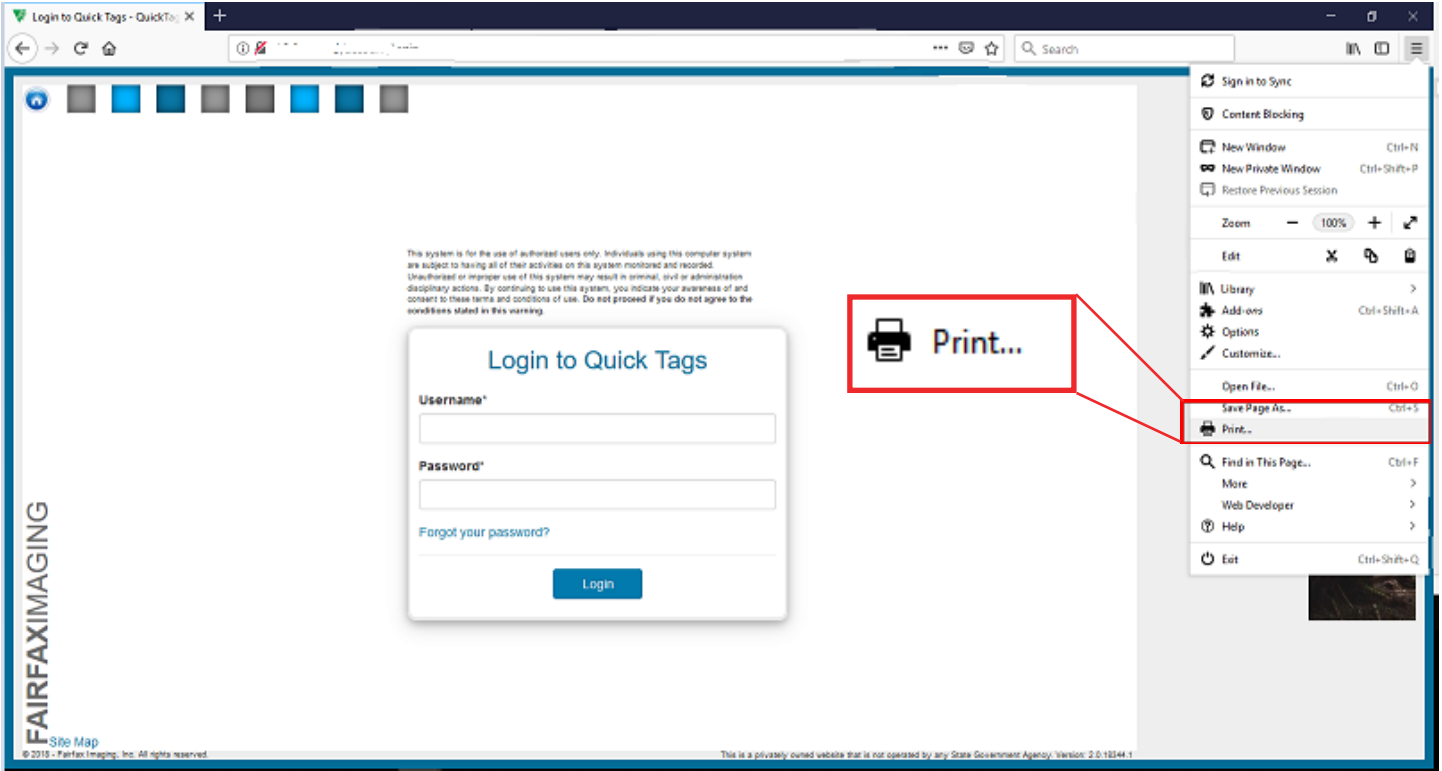 Login to Quick Tags - QuickTag
Search
Sign in to Sync
Content Blocking
New Window Ctrl+N
New Private Window Ctrl+Shift+P
Restore Previous Session
Zoom 100%
Edit
Library
Add-ons Ctrl+Shift+A
Options
Customize...
Open File... Ctrl+O
Save Page As... Ctrl+S
Print...
Find in This Page... Ctrl+F
More
Web Developer
Help
Exit Ctrl+Shift+Q
Print...
This system is for the use of authorized users only. Individuals using this computer system
are subject to having all of their activities on this system monitored and recorded.
Unauthorized or improper use of this system may result in criminal, civil or administration
disciplinary actions. By continuing to use this system, you indicate your awareness of and
consent to these terms and conditions of use. Do not proceed if you do not agree to the
conditions stated in this warning.
Login to Quick Tags
Username*
Password*
Forgot your password?
Login
FAIRFAXIMAGING
Site Map
© 2018 - Fairfax Imaging, Inc. All rights reserved.
This is a privately owned website that is not operated by any State Government Agency. Version: 2.0.18344.1